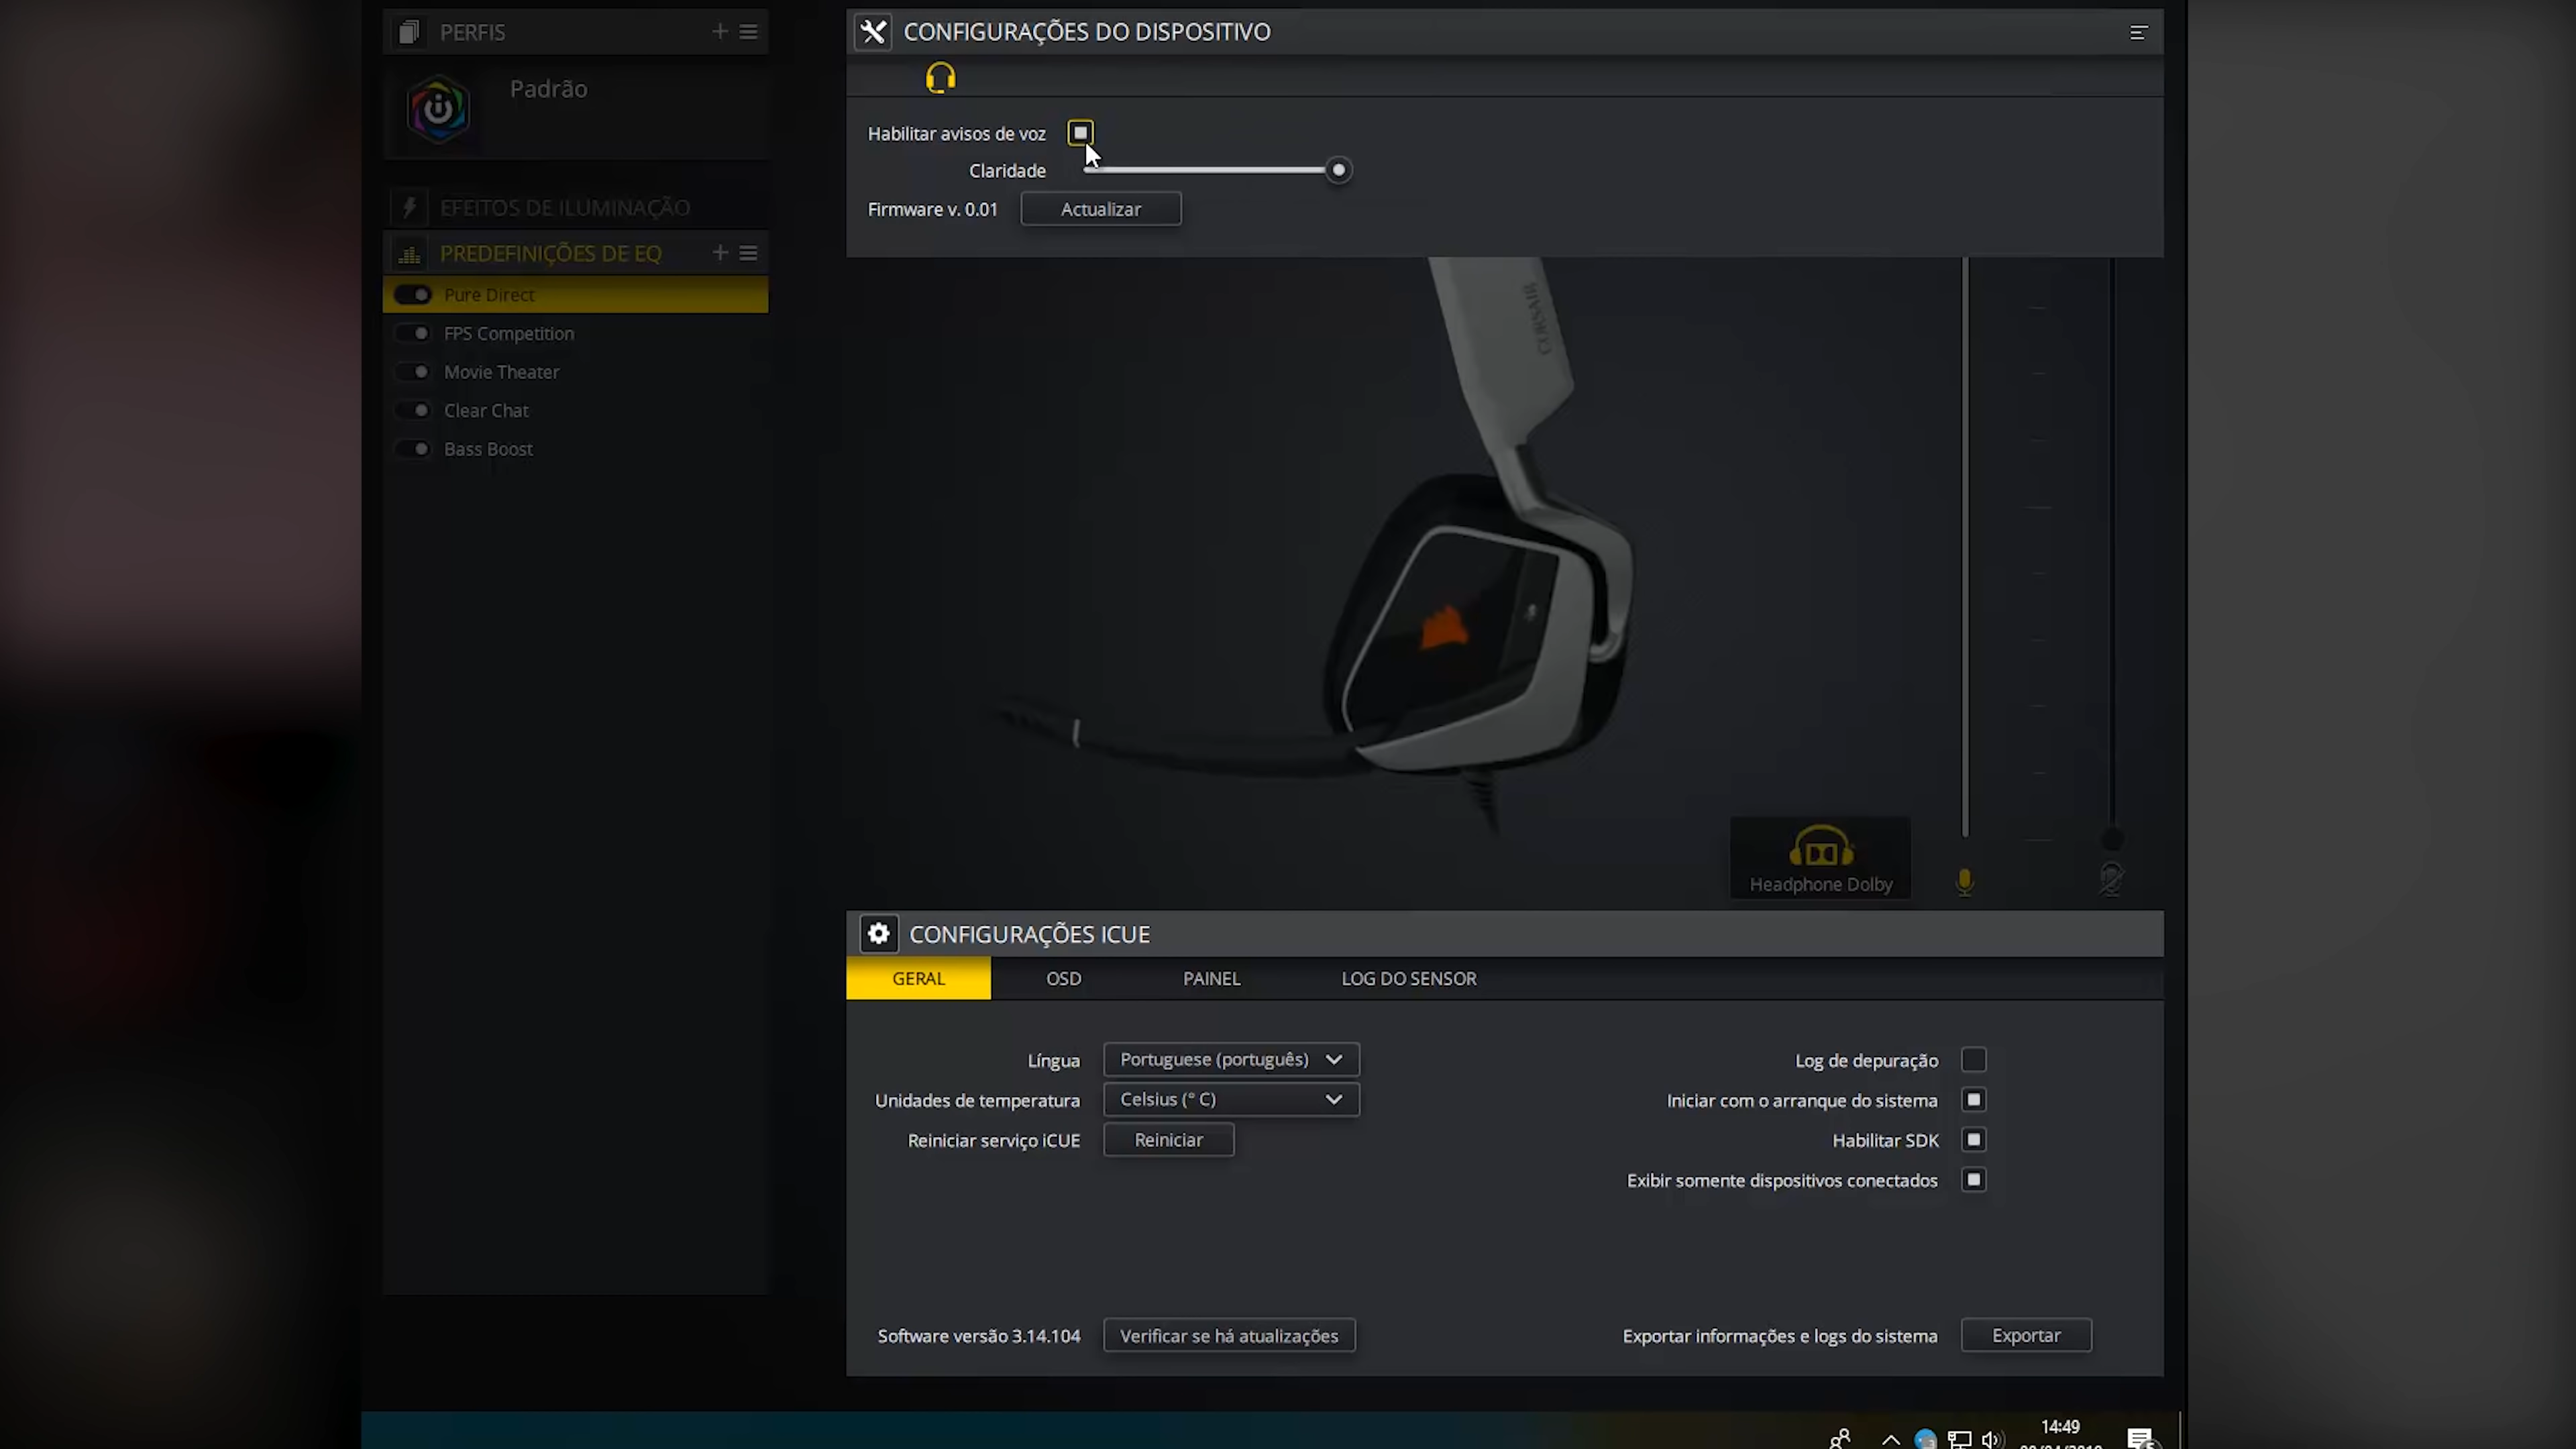 PERFIS
Padrão
EFEITOS DE ILUMINAÇÃO
PREDEFINIÇÕES DE EQ
Pure Direct
FPS Competition
Movie Theater
Clear Chat
Bass Boost
CONFIGURAÇÕES DO DISPOSITIVO
Habilitar avisos de voz
Claridade
Firmware v. 0.01 Actualizar
CORSAIR
Headphone Dolby
CONFIGURAÇÕES ICUE
GERAL OSD PAINEL LOG DO SENSOR
Língua Portuguese (português)
Unidades de temperatura Celsius (° C)
Reiniciar serviço iCUE Reiniciar
Log de depuração
Iniciar com o arranque do sistema
Habilitar SDK
Exibir somente dispositivos conectados
Software versão 3.14.104 Verificar se há atualizações
Exportar informações e logs do sistema Exportar
14:49